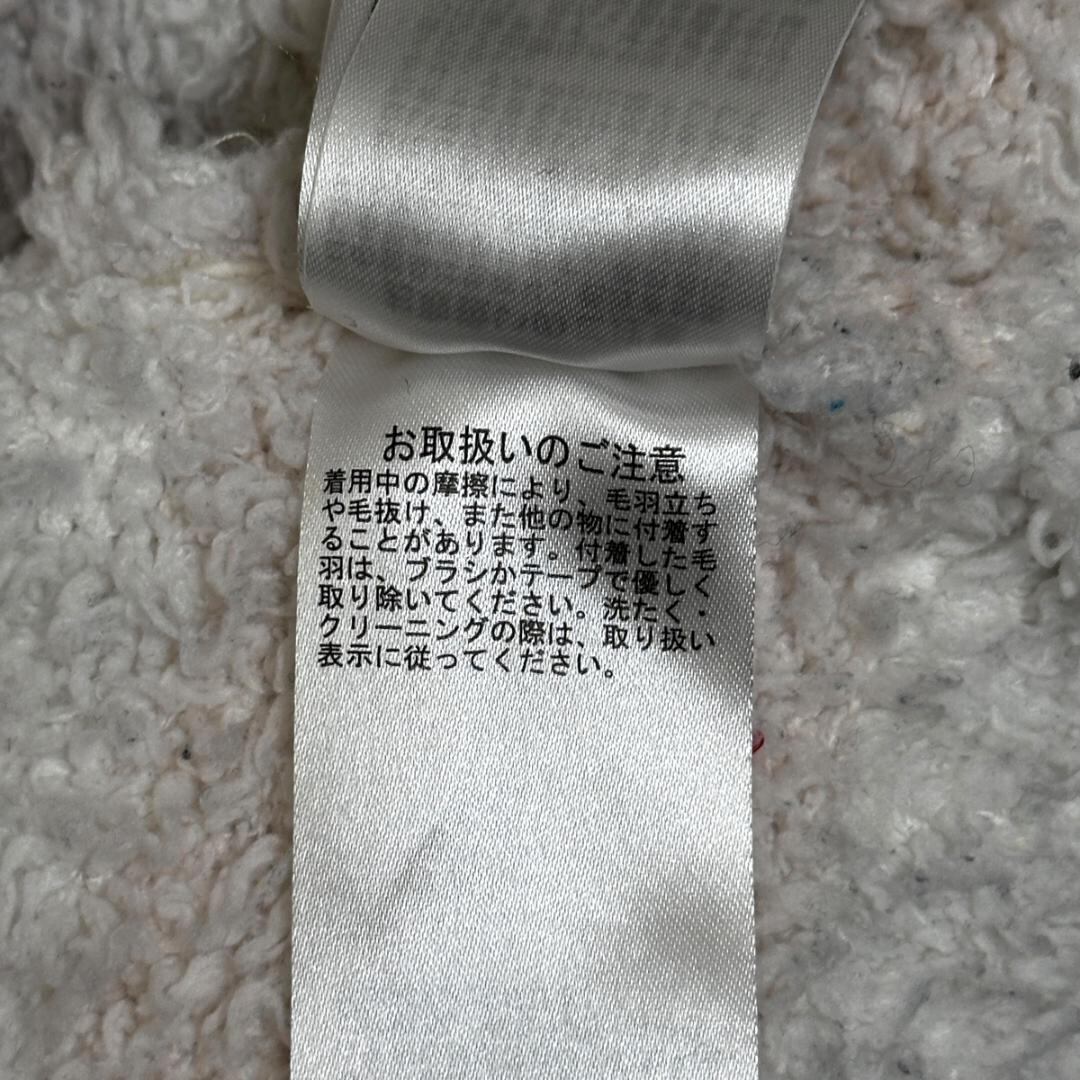 お取扱いのご注意
着用中の摩擦により、毛羽立ち
や毛抜け、また他の物に付着す
ることがあります。付着した毛
羽は、ブラシかテープで優しく
取り除いてください。洗たく・
クリーニングの際は、取り扱い
表示に従ってください。